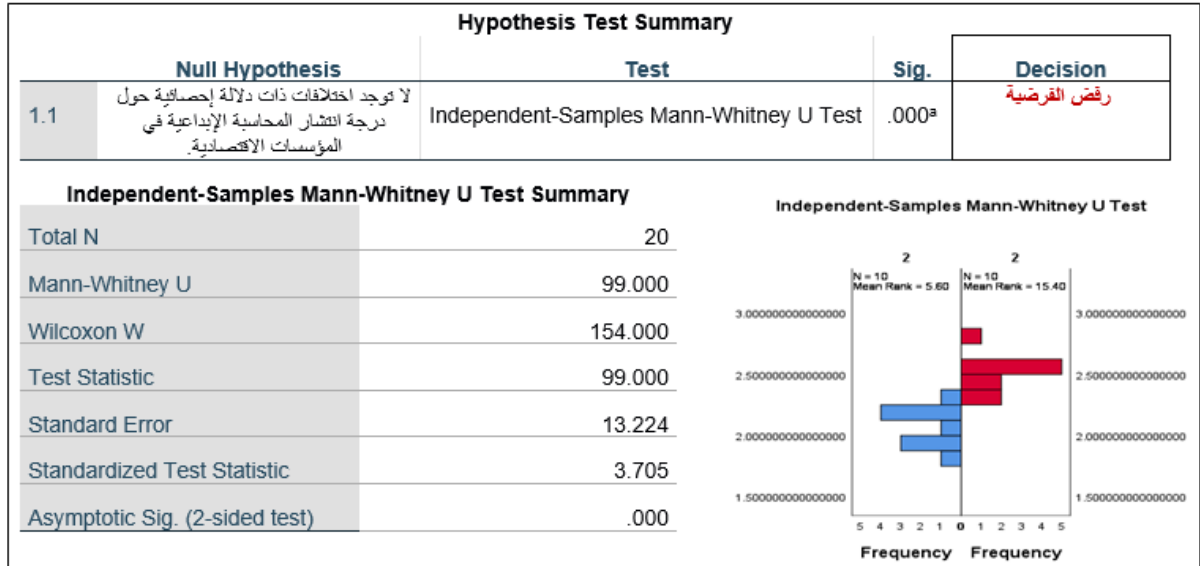 Hypothesis Test Summary
Null Hypothesis Test Sig. Decision
1.1 لا توجد اختلافات ذات دلالة إحصائية حول Independent-Samples Mann-Whitney U Test .000ᵃ رفض الفرضية
درجة انتشار المحاسبة الإبداعية في
المؤسسات الاقتصادية.
Independent-Samples Mann-Whitney U Test Summary
Total N 20
Mann-Whitney U 99.000
Wilcoxon W 154.000
Test Statistic 99.000
Standard Error 13.224
Standardized Test Statistic 3.705
Asymptotic Sig. (2-sided test) .000
Independent-Samples Mann-Whitney U Test
2 2
N = 10 N = 10
Mean Rank = 5.60 Mean Rank = 15.40
3.000000000000000 3.000000000000000
2.500000000000000 2.500000000000000
2.000000000000000 2.000000000000000
1.500000000000000 1.500000000000000
5 4 3 2 1 0 1 2 3 4 5
Frequency Frequency